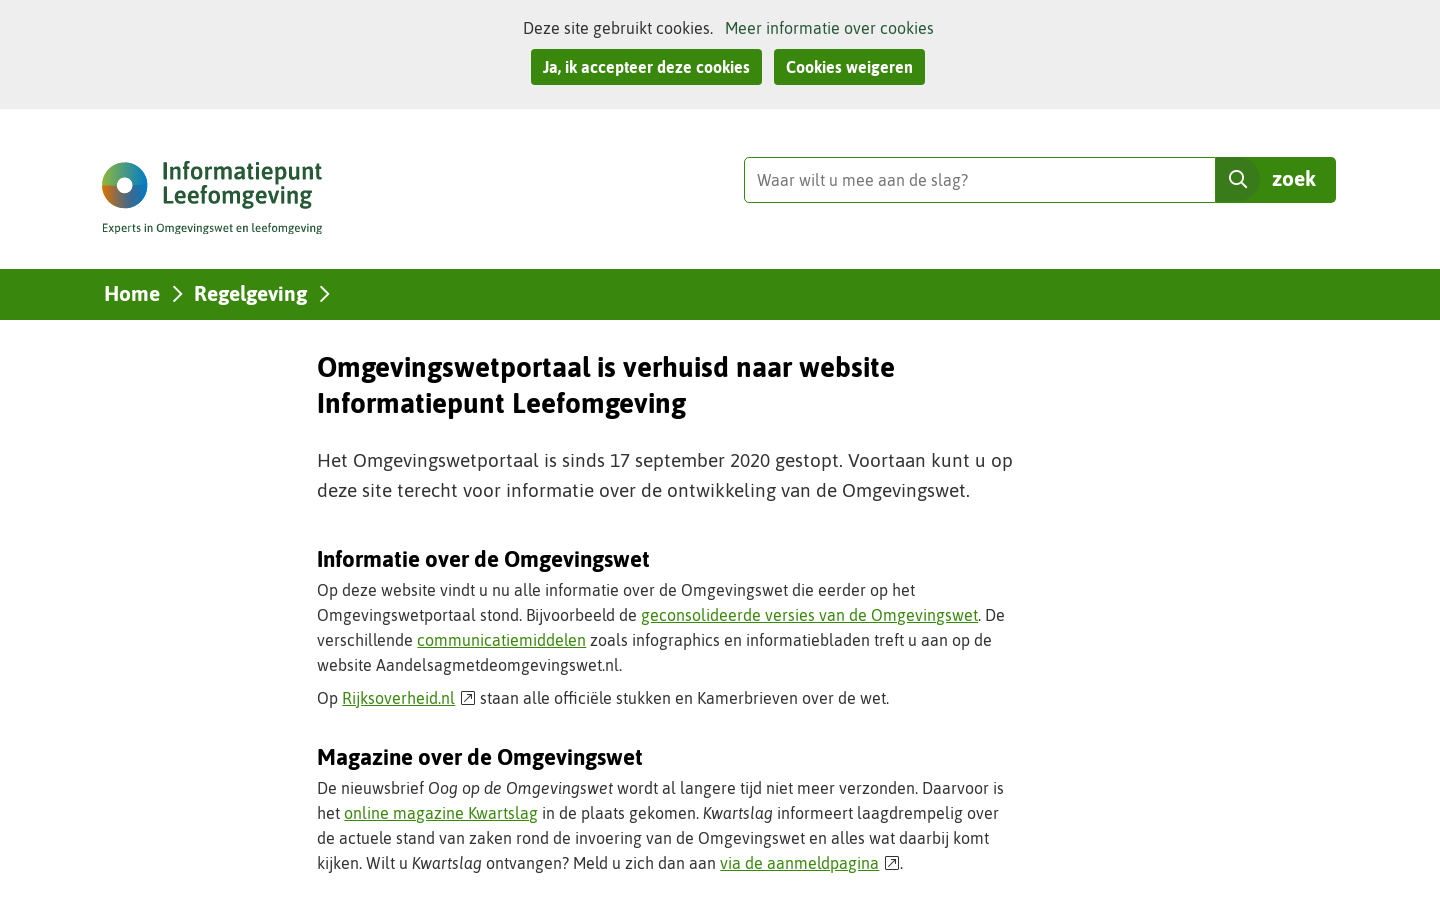 Deze site gebruikt cookies. Meer informatie over cookies
Ja, ik accepteer deze cookies Cookies weigeren
Informatiepunt
Leefomgeving
Experts in Omgevingswet en leefomgeving
Waar wilt u mee aan de slag?
zoek
Home Regelgeving
Omgevingswetportaal is verhuisd naar website
Informatiepunt Leefomgeving
Het Omgevingswetportaal is sinds 17 september 2020 gestopt. Voortaan kunt u op
deze site terecht voor informatie over de ontwikkeling van de Omgevingswet.
Informatie over de Omgevingswet
Op deze website vindt u nu alle informatie over de Omgevingswet die eerder op het
Omgevingswetportaal stond. Bijvoorbeeld de geconsolideerde versies van de Omgevingswet. De
verschillende communicatiemiddelen zoals infographics en informatiebladen treft u aan op de
website Aandelsagmetdeomgevingswet.nl.
Op Rijksoverheid.nl staan alle officiële stukken en Kamerbrieven over de wet.
Magazine over de Omgevingswet
De nieuwsbrief Oog op de Omgevingswet wordt al langere tijd niet meer verzonden. Daarvoor is
het online magazine Kwartslag in de plaats gekomen. Kwartslag informeert laagdrempelig over
de actuele stand van zaken rond de invoering van de Omgevingswet en alles wat daarbij komt
kijken. Wilt u Kwartslag ontvangen? Meld u zich dan aan via de aanmeldpagina.